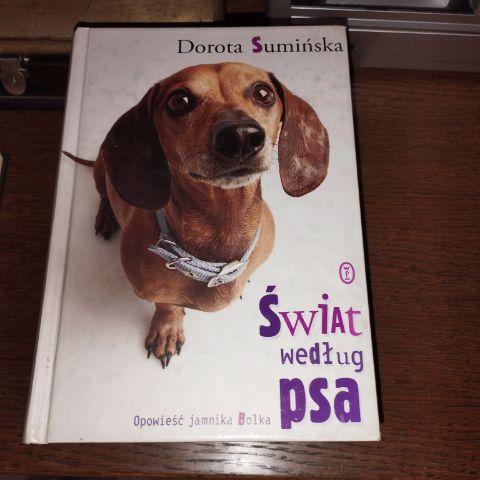 Dorota Sumińska
Świat
według
psa
Opowieść jamnika Bolka